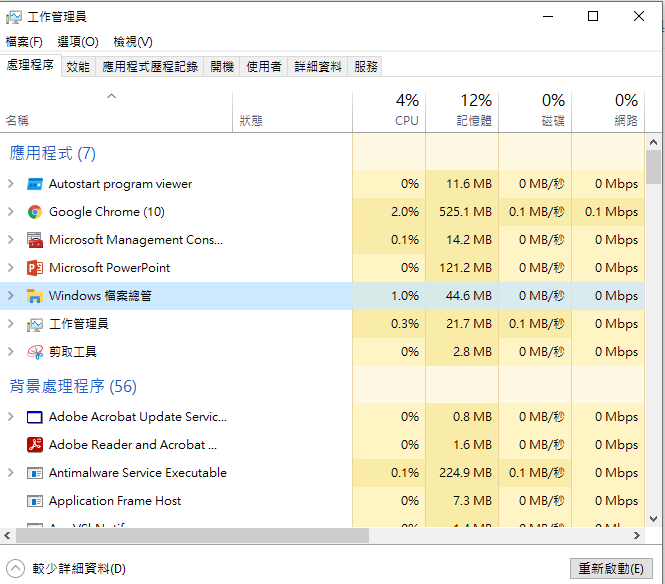 工作管理員
檔案(F) 選項(O) 檢視(V)
處理程序 效能 應用程式歷程記錄 開機 使用者 詳細資料 服務
4% 12% 0% 0%
名稱 狀態 CPU 記憶體 磁碟 網路
應用程式 (7)
Autostart program viewer 0% 11.6 MB 0 MB/秒 0 Mbps
Google Chrome (10) 2.0% 525.1 MB 0.1 MB/秒 0.1 Mbps
Microsoft Management Cons... 0.1% 14.2 MB 0 MB/秒 0 Mbps
Microsoft PowerPoint 0% 121.2 MB 0 MB/秒 0 Mbps
Windows 檔案總管 1.0% 44.6 MB 0 MB/秒 0 Mbps
工作管理員 0.3% 21.7 MB 0.1 MB/秒 0 Mbps
剪取工具 0% 2.8 MB 0 MB/秒 0 Mbps
背景處理程序 (56)
Adobe Acrobat Update Servic... 0% 0.8 MB 0 MB/秒 0 Mbps
Adobe Reader and Acrobat ... 0% 1.6 MB 0 MB/秒 0 Mbps
Antimalware Service Executable 0.1% 224.9 MB 0.1 MB/秒 0 Mbps
Application Frame Host 0% 7.3 MB 0 MB/秒 0 Mbps
較少詳細資料(D) 重新啟動(E)